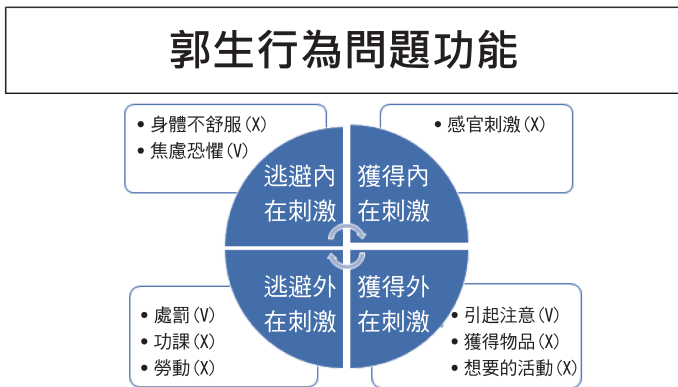 郭生行為問題功能
• 身體不舒服(X)
• 焦慮恐懼(V)
• 感官刺激(X)
逃避內
在刺激
獲得內
在刺激
逃避外
在刺激
獲得外
在刺激
• 處罰(V)
• 功課(X)
• 勞動(X)
• 引起注意(V)
• 獲得物品(X)
• 想要的活動(X)